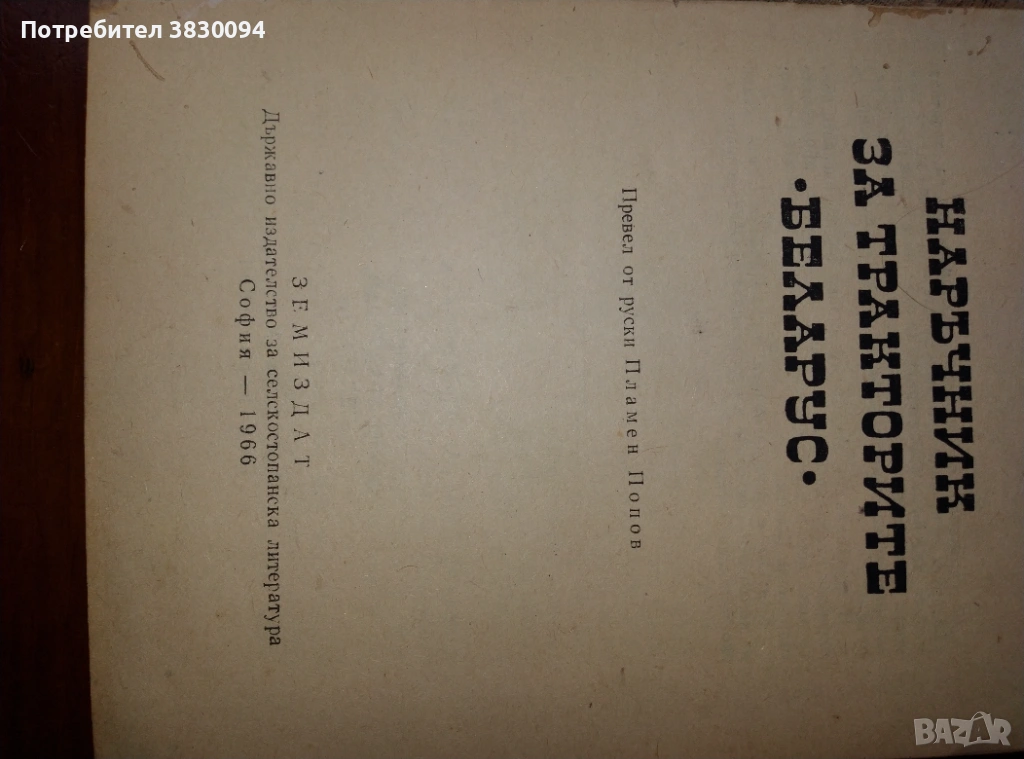 Потребител 3830094
НАРЪЧНИК
ЗА ТРАКТОРИТЕ
·БЕЛАРУС·
Превел от руски Пламен Попов
ЗЕМИЗДАТ
Държавно издателство за селскостопанска литература
София — 1966
BAZAR